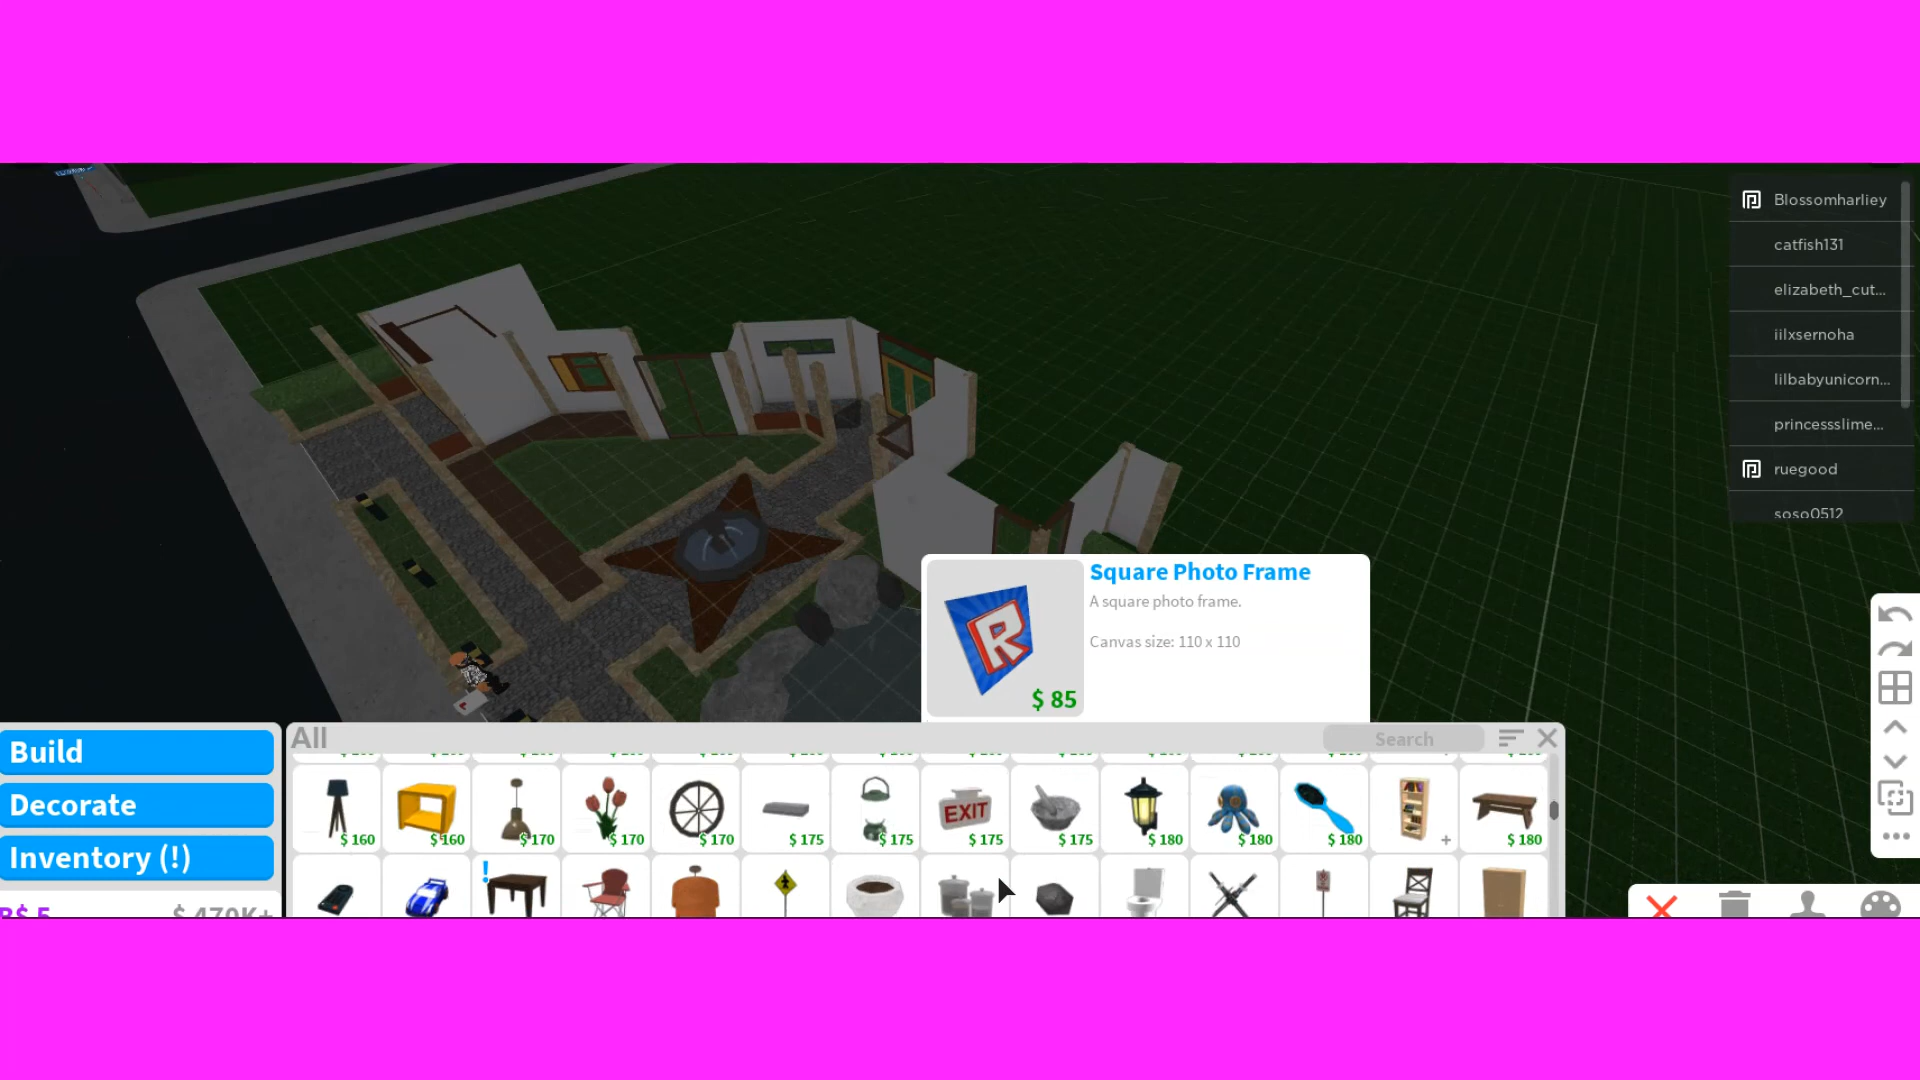 Blossomharliey
catfish131
elizabeth_cut...
iilxsernoha
lilbabyunicorn...
princessslime...
ruegood
soso0512
Square Photo Frame
A square photo frame.
Canvas size: 110 x 110
R
$ 85
Build
Decorate
Inventory (!)
B$ 5 $ 470K+
All Search
$ 160 $ 160 $ 170 $ 170 $ 170 $ 175 $ 175 EXIT $ 175 $ 175 $ 180 $ 180 $ 180 + $ 180
!